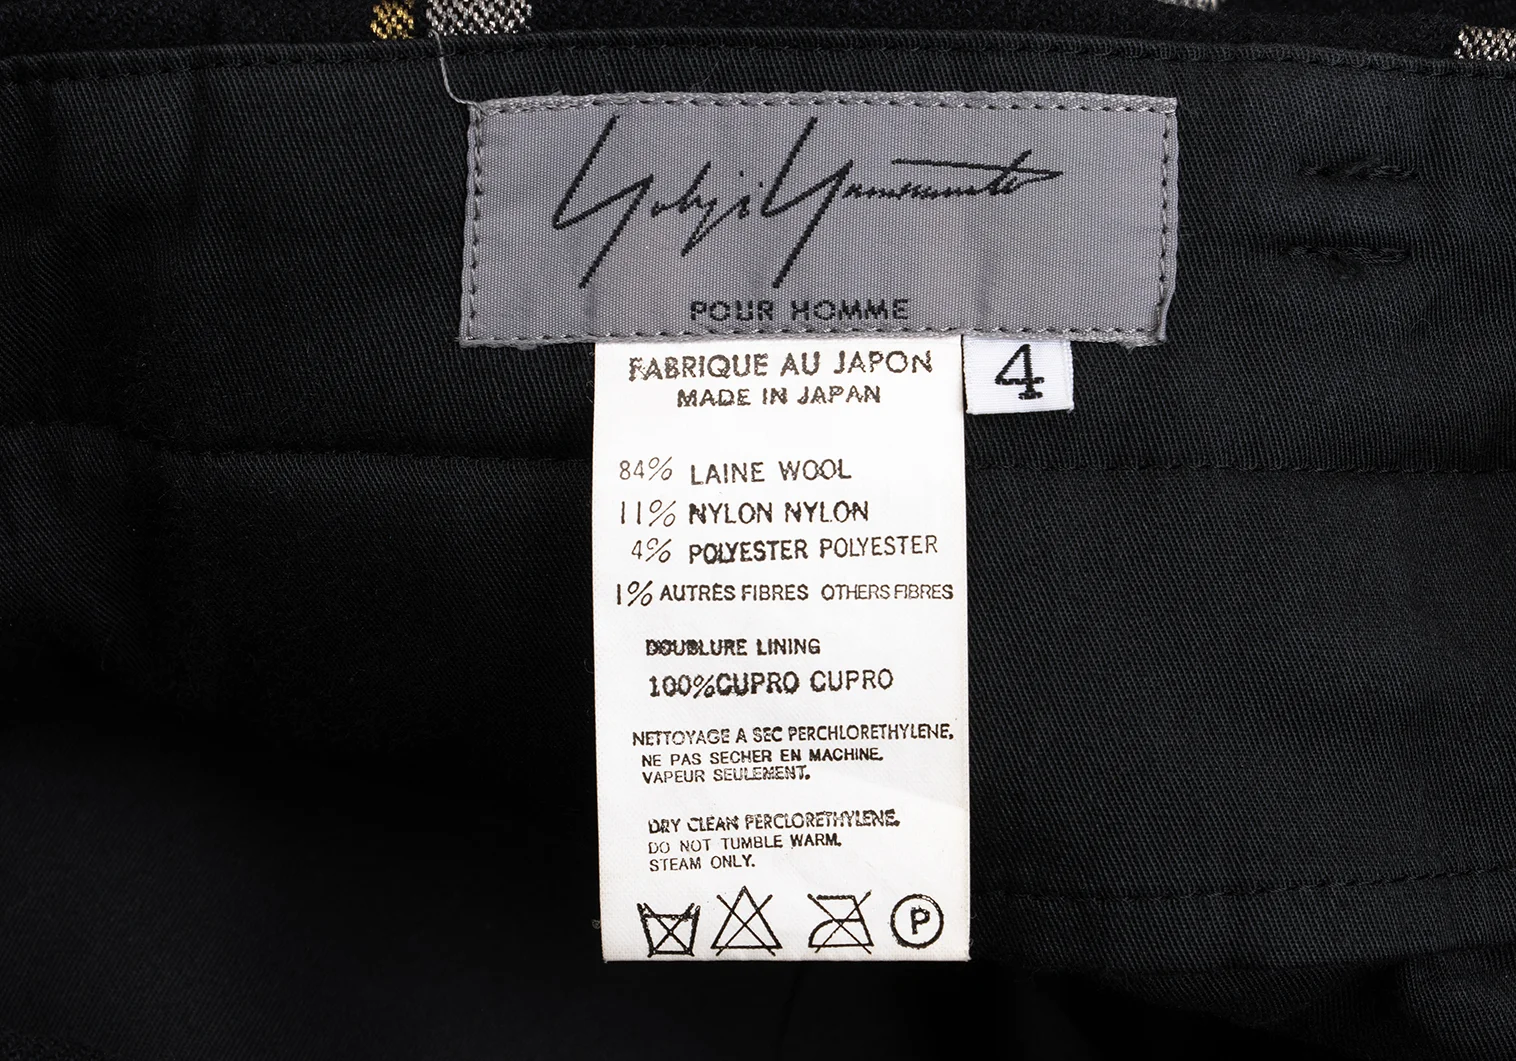 Yohji Yamamoto
POUR HOMME
FABRIQUE AU JAPON
MADE IN JAPAN
4
84% LAINE WOOL
11% NYLON NYLON
4% POLYESTER POLYESTER
1% AUTRES FIBRES OTHERS FIBRES
DOUBLURE LINING
100% CUPRO CUPRO
NETTOYAGE A SEC PERCHLORETHYLENE.
NE PAS SECHER EN MACHINE.
VAPEUR SEULEMENT.
DRY CLEAN PERCLORETHYLENE.
DO NOT TUMBLE WARM.
STEAM ONLY.
P